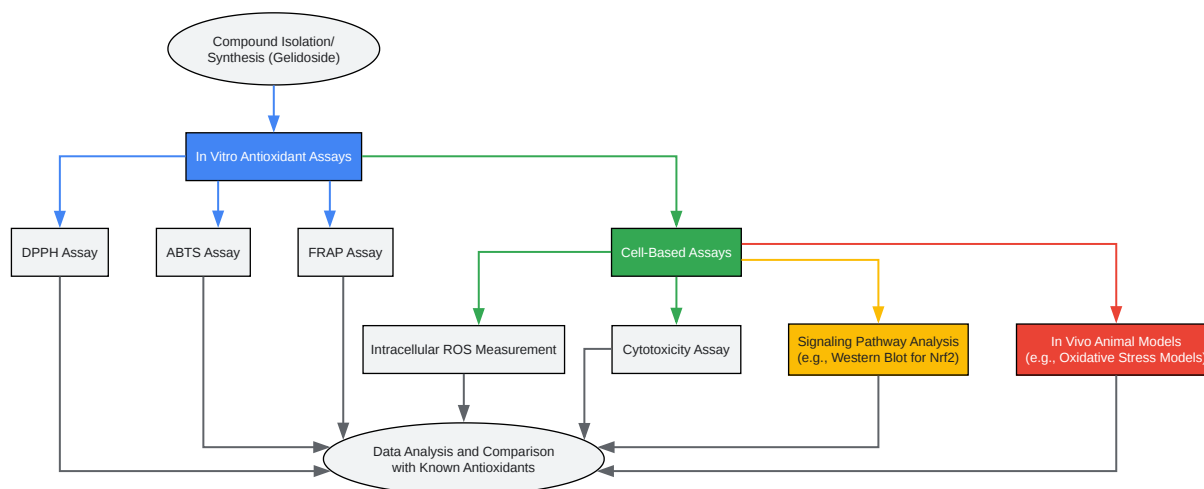 Compound Isolation/
Synthesis (Gelidoside)
In Vitro Antioxidant Assays
DPPH Assay
ABTS Assay
FRAP Assay
Cell-Based Assays
Intracellular ROS Measurement
Cytotoxicity Assay
Signaling Pathway Analysis
(e.g., Western Blot for Nrf2)
In Vivo Animal Models
(e.g., Oxidative Stress Models)
Data Analysis and Comparison
with Known Antioxidants